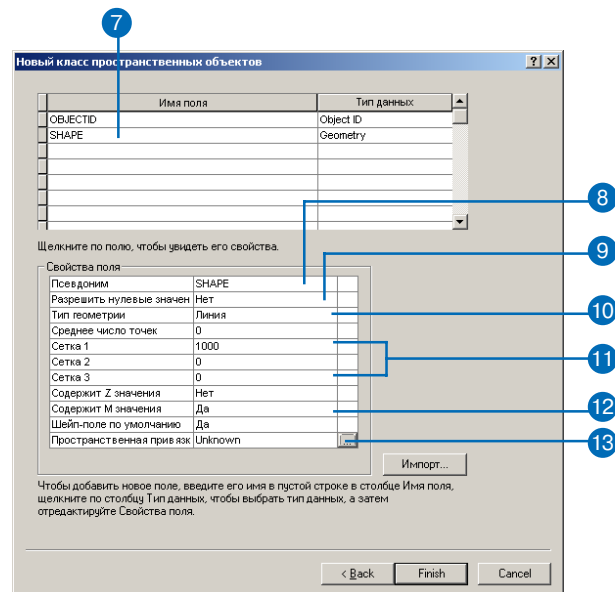 7
Новый класс пространственных объектов
Имя поля Тип данных
OBJECTID Object ID
SHAPE Geometry
8
Щелкните по полю, чтобы увидеть его свойства.
9
Свойства поля
Псевдоним SHAPE
Разрешить нулевые значен Нет
Тип геометрии Линия
10
Среднее число точек 0
Сетка 1 1000
11
Сетка 2 0
Сетка 3 0
Содержит Z значения Нет
Содержит M значения Да
12
Шейп-поле по умолчанию Да
Пространственная привязк Unknown ...
13
Импорт...
Чтобы добавить новое поле, введите его имя в пустой строке в столбце Имя поля,
щелкните по столбцу Тип данных, чтобы выбрать тип данных, а затем
отредактируйте Свойства поля.
< Back Finish Cancel